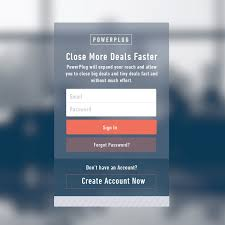 POWERPLUG
Close More Deals Faster
PowerPlug will expand your reach and allow
you to close big deals and tiny deals fast and
without much effort.
Email
Password
Sign In
Forgot Password?
Don't have an Account?
Create Account Now